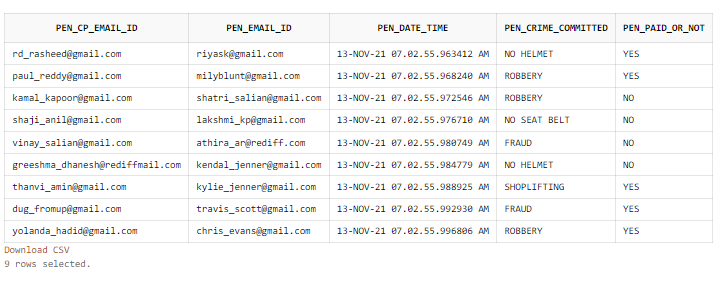 PEN_CP_EMAIL_ID PEN_EMAIL_ID PEN_DATE_TIME PEN_CRIME_COMMITTED PEN_PAID_OR_NOT
rd_rasheed@gmail.com riyask@gmail.com 13-NOV-21 07.02.55.963412 AM NO HELMET YES
paul_reddy@gmail.com milyblunt@gmail.com 13-NOV-21 07.02.55.968240 AM ROBBERY YES
kamal_kapoor@gmail.com shatri_salian@gmail.com 13-NOV-21 07.02.55.972546 AM ROBBERY NO
shaji_anil@gmail.com lakshmi_kp@gmail.com 13-NOV-21 07.02.55.976710 AM NO SEAT BELT NO
vinay_salian@gmail.com athira_ar@rediff.com 13-NOV-21 07.02.55.980749 AM FRAUD NO
greeshma_dhanesh@rediffmail.com kendal_jenner@gmail.com 13-NOV-21 07.02.55.984779 AM NO HELMET NO
thanvi_amin@gmail.com kylie_jenner@gmail.com 13-NOV-21 07.02.55.988925 AM SHOPLIFTING YES
dug_fromup@gmail.com travis_scott@gmail.com 13-NOV-21 07.02.55.992930 AM FRAUD YES
yolanda_hadid@gmail.com chris_evans@gmail.com 13-NOV-21 07.02.55.996806 AM ROBBERY YES
Download CSV
9 rows selected.